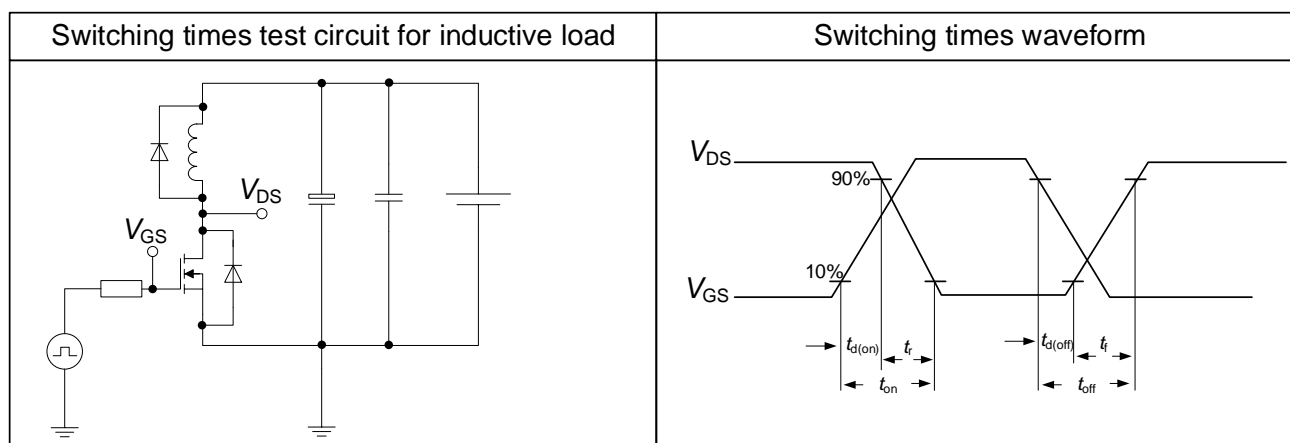 Switching times test circuit for inductive load
Switching times waveform
VDS
VGS
VDS
90%
10%
VGS
td(on)
tr
td(off)
tf
ton
toff